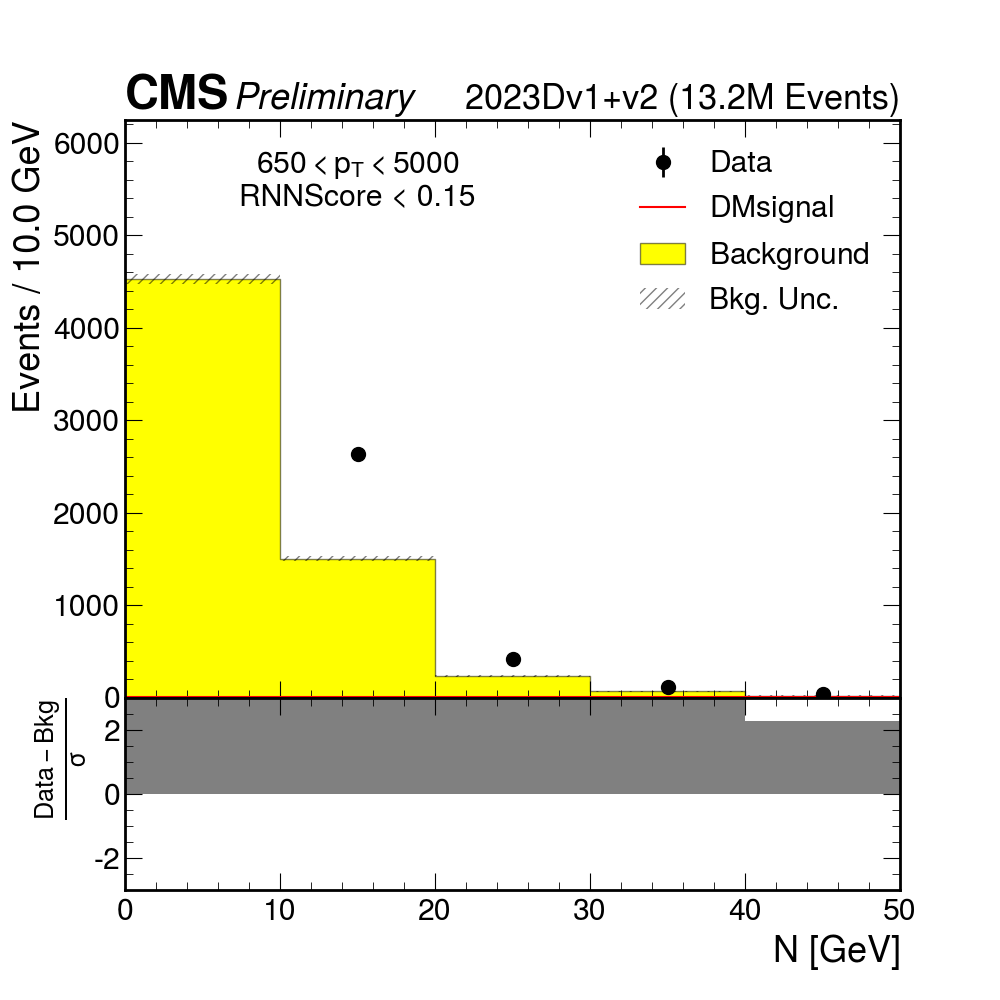 CMS Preliminary 2023Dv1+v2 (13.2M Events)
Events / 10.0 GeV
6000
5000
4000
3000
2000
1000
0
650 < pT < 5000
RNNScore < 0.15
Data
DMsignal
Background
Bkg. Unc.
Data − Bkg
σ
2
0
-2
0 10 20 30 40 50
N [GeV]